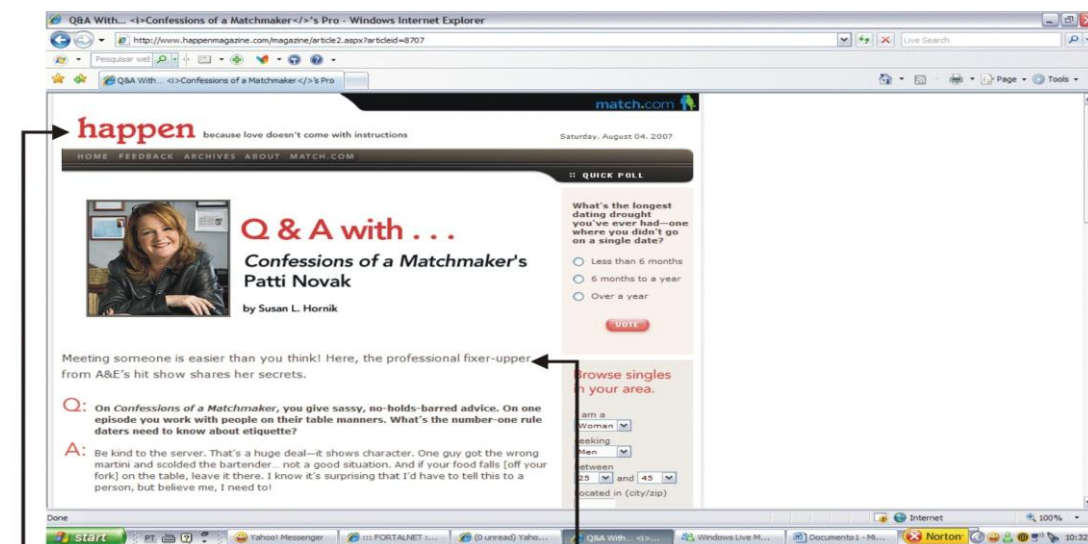 Q&A With... <i>Confessions of a Matchmaker</>'s Pro - Windows Internet Explorer
http://www.happenmagazine.com/magazine/article2.aspx?articleid=8707
Live Search
Pesquisar web
Q&A With... <i>Confessions of a Matchmaker</>'s Pro
Page
Tools
match.com
happen because love doesn't come with instructions
Saturday, August 04, 2007
HOME FEEDBACK ARCHIVES ABOUT MATCH.COM
:: QUICK POLL
Q & A with . . .
Confessions of a Matchmaker's
Patti Novak
by Susan L. Hornik
What's the longest
dating drought
you've ever had—one
where you didn't go
on a single date?
Less than 6 months
6 months to a year
Over a year
VOTE
Meeting someone is easier than you think! Here, the professional fixer-upper
from A&E's hit show shares her secrets.
Q: On Confessions of a Matchmaker, you give sassy, no-holds-barred advice. On one
episode you work with people on their table manners. What's the number-one rule
daters need to know about etiquette?
A: Be kind to the server. That's a huge deal—it shows character. One guy got the wrong
martini and scolded the bartender... not a good situation. And if your food falls [off your
fork] on the table, leave it there. I know it's surprising that I'd have to tell this to a
person, but believe me, I need to!
Browse singles
in your area.
am a
Woman
seeking
Men
between
25 and 45
located in (city/zip)
Done
Internet
100%
start
PT
Yahoo! Messenger
::: FORTALNET :...
(0 unread) Yaho...
Q&A With... <i>...
Windows Live M...
Documento1 - Mi...
Norton
10:32